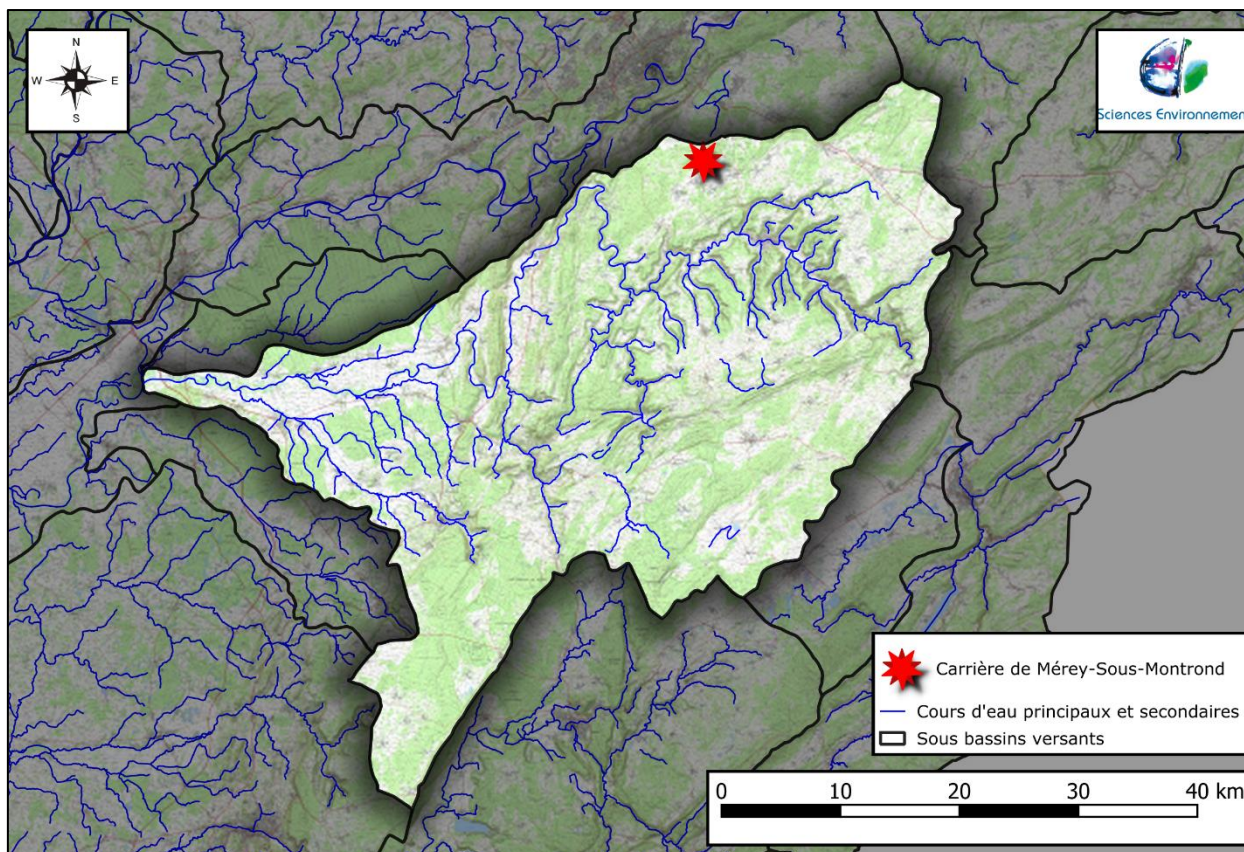 N
W E
S
Sciences Environnement
Carrière de Mérey-Sous-Montrond
Cours d'eau principaux et secondaires
Sous bassins versants
0 10 20 30 40 km